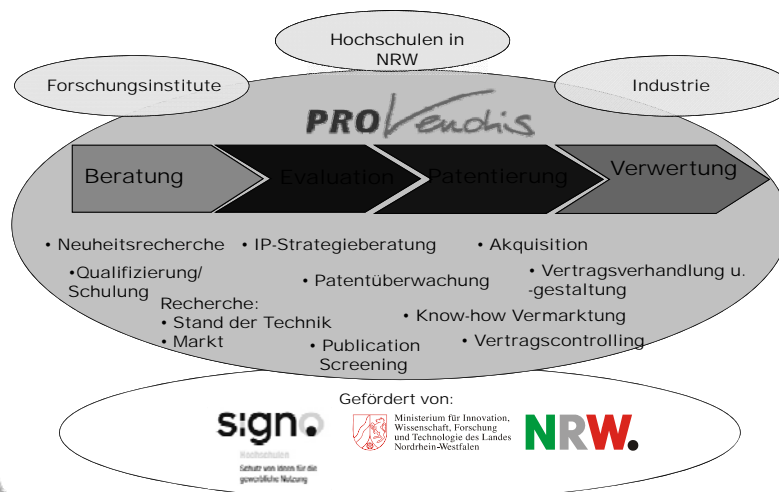 Hochschulen in
NRW
Forschungsinstitute
Industrie
PROvendis
Beratung
Evaluation
Patentierung
Verwertung
• Neuheitsrecherche
• IP-Strategieberatung
• Akquisition
•Qualifizierung/
Schulung
• Patentüberwachung
• Vertragsverhandlung u.
-gestaltung
Recherche:
• Stand der Technik
• Markt
• Know-how Vermarktung
• Publication
Screening
• Vertragscontrolling
Gefördert von:
signo
Hochschulen
Schutz von Ideen für die
gewerbliche Nutzung
Ministerium für Innovation,
Wissenschaft, Forschung
und Technologie des Landes
Nordrhein-Westfalen
NRW.